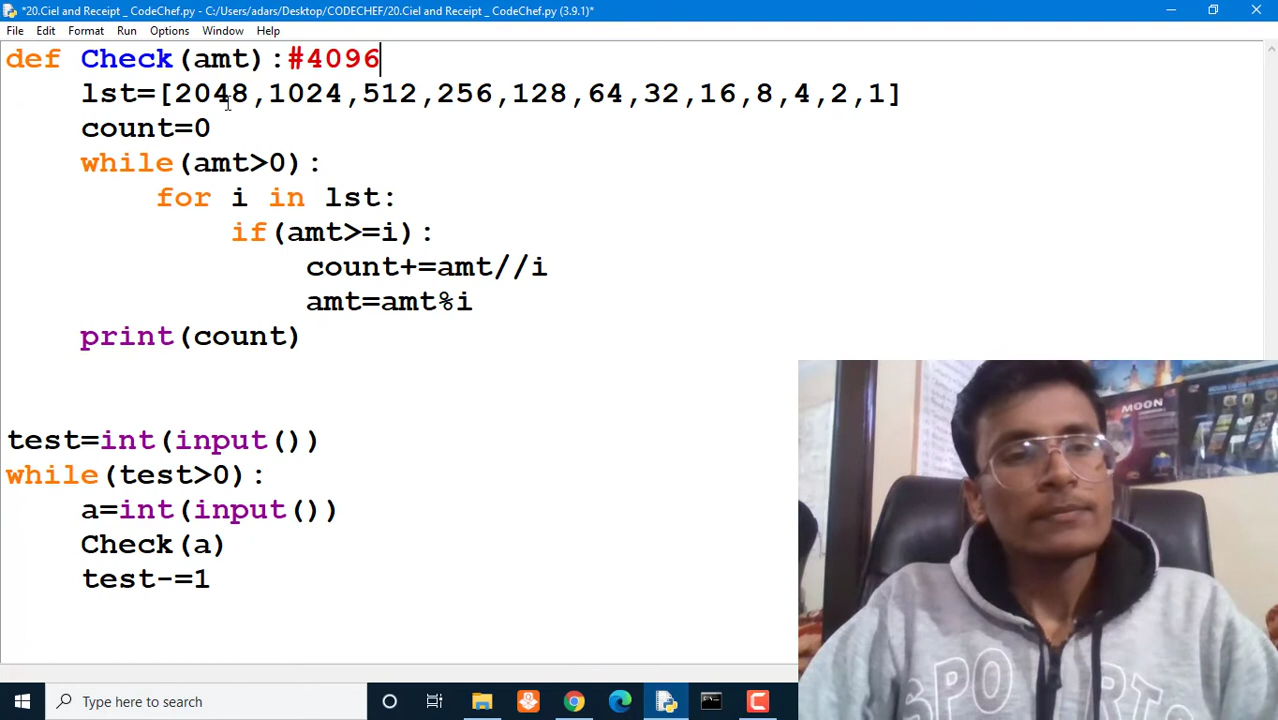 *20.Ciel and Receipt _ CodeChef.py - C:/Users/adars/Desktop/CODECHEF/20.Ciel and Receipt _ CodeChef.py (3.9.1)*
File Edit Format Run Options Window Help
def Check(amt):#4096
    lst=[2048,1024,512,256,128,64,32,16,8,4,2,1]
    count=0
    while(amt>0):
        for i in lst:
            if(amt>=i):
                count+=amt//i
                amt=amt%i
    print(count)
test=int(input())
while(test>0):
    a=int(input())
    Check(a)
    test-=1
MOON
SPORTS
Type here to search